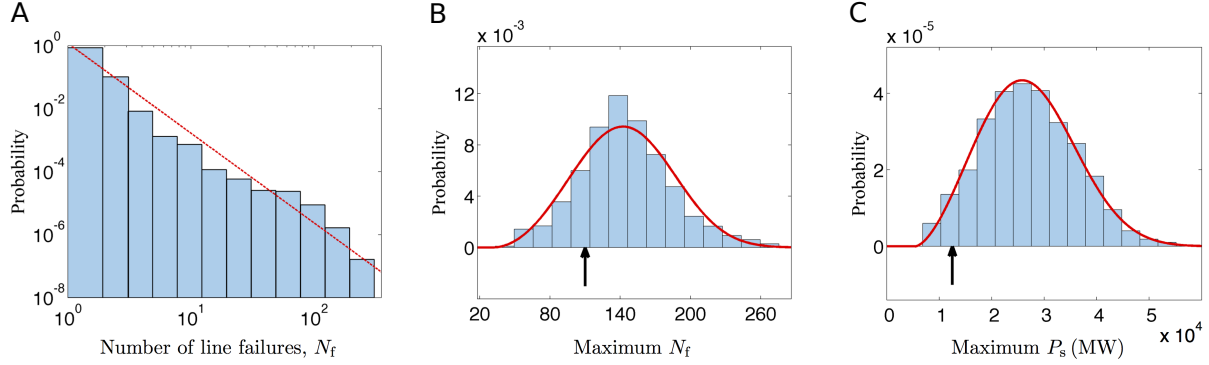 A
Probability
10^0
10^-2
10^-4
10^-6
10^-8
10^0
10^1
10^2
Number of line failures, N_f
B
x 10^-3
Probability
12
8
4
0
20
80
140
200
260
Maximum N_f
C
x 10^-5
Probability
4
2
0
0
1
2
3
4
5
x 10^4
Maximum P_s (MW)